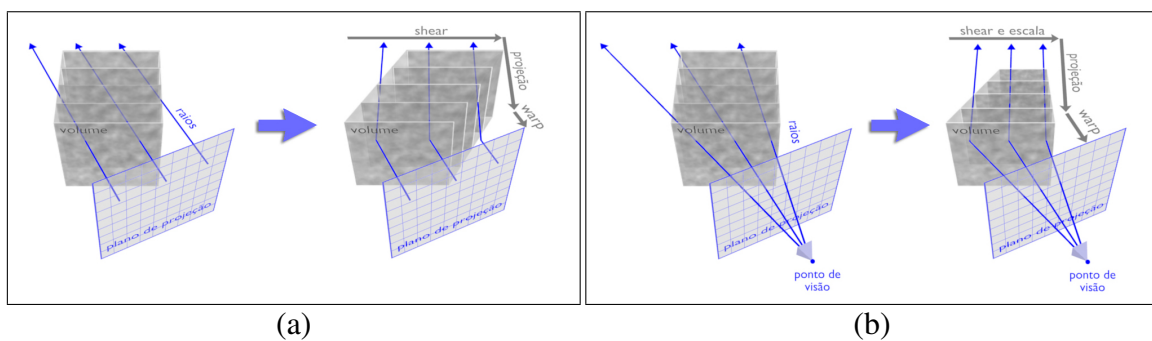 shear
projeção
warp
volume
raios
volume
plano de projeção
plano de projeção
shear e escala
projeção
warp
volume
raios
volume
plano de projeção
plano de projeção
ponto de
visão
ponto de
visão
(a)
(b)